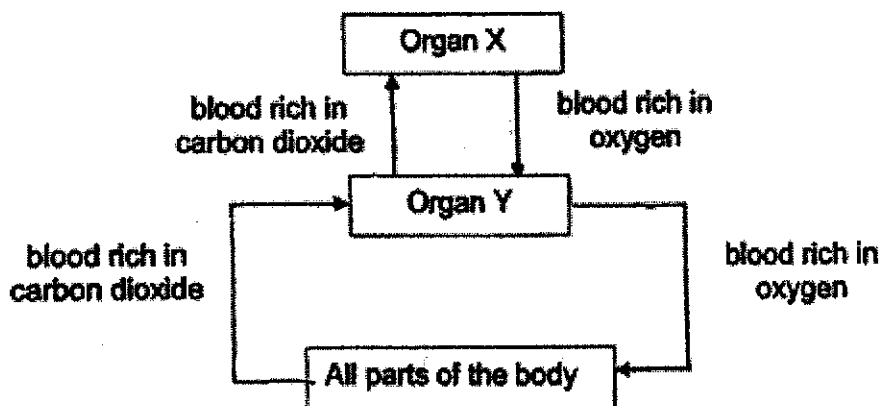 Organ X
blood rich in
carbon dioxide
blood rich in
oxygen
Organ Y
blood rich in
carbon dioxide
blood rich in
oxygen
All parts of the body